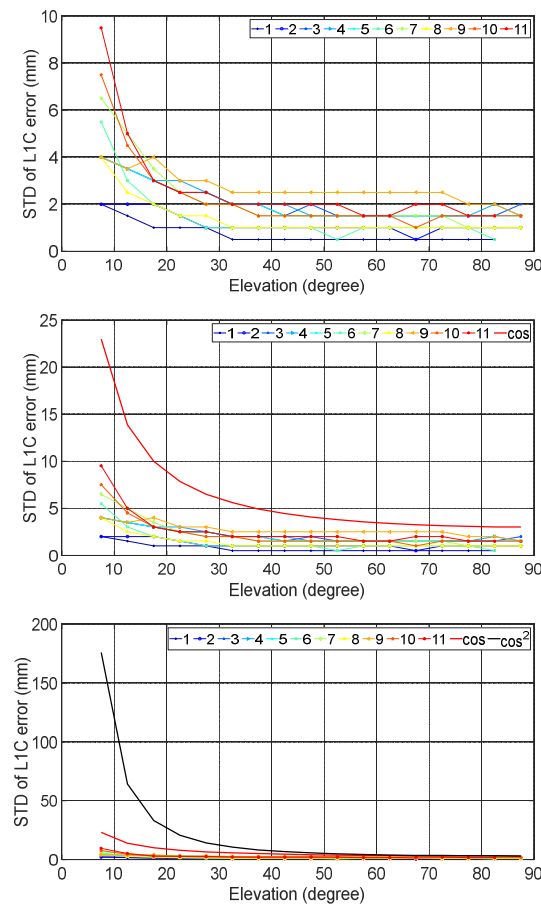 STD of L1C error (mm)
10
8
6
4
2
0
1 2 3 4 5 6 7 8 9 10 11
0 10 20 30 40 50 60 70 80 90
Elevation (degree)
STD of L1C error (mm)
25
20
15
10
5
0
1 2 3 4 5 6 7 8 9 10 11 cos
0 10 20 30 40 50 60 70 80 90
Elevation (degree)
STD of L1C error (mm)
200
150
100
50
0
1 2 3 4 5 6 7 8 9 10 11 cos cos²
0 10 20 30 40 50 60 70 80 90
Elevation (degree)